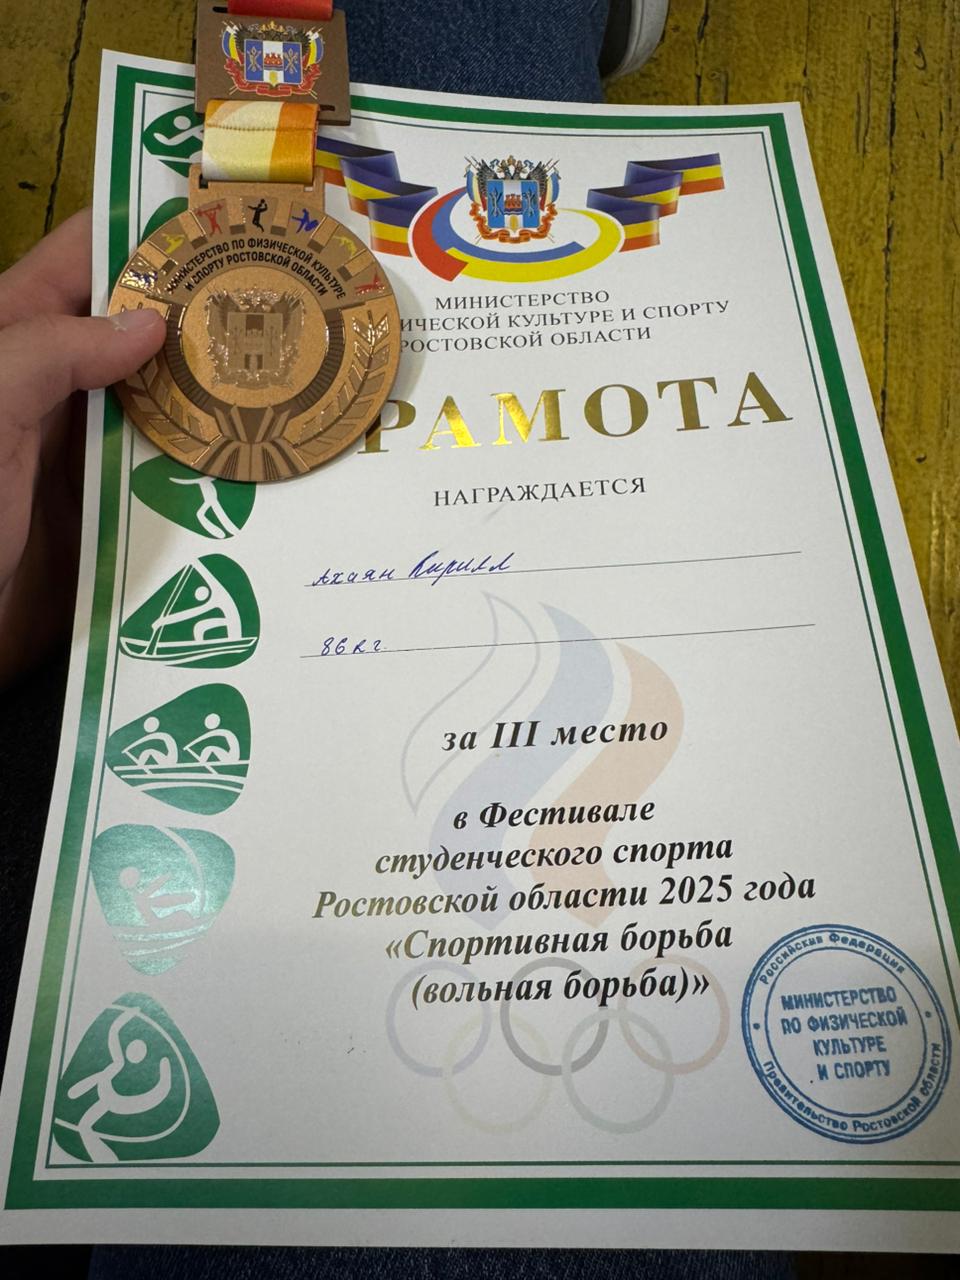 МИНИСТЕРСТВО ПО ФИЗИЧЕСКОЙ КУЛЬТУРЕ
И СПОРТУ РОСТОВСКОЙ ОБЛАСТИ
МИНИСТЕРСТВО
ИЧЕСКОЙ КУЛЬТУРЕ И СПОРТУ
РОСТОВСКОЙ ОБЛАСТИ
РАМОТА
НАГРАЖДАЕТСЯ
Ахаян Кирилл
86 кг.
за III место
в Фестивале
студенческого спорта
Ростовской области 2025 года
«Спортивная борьба
(вольная борьба)»
Российская Федерация
МИНИСТЕРСТВО
ПО ФИЗИЧЕСКОЙ
КУЛЬТУРЕ
И СПОРТУ
Правительство Ростовской области